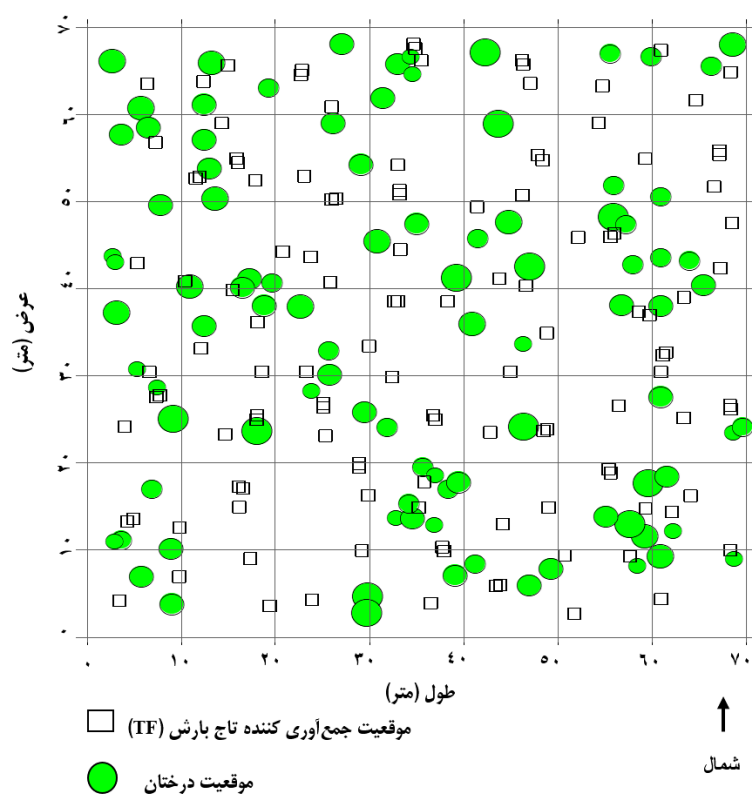 ۷۰
۶۰
۵۰
۴۰
۳۰
۲۰
۱۰
۰
عرض (متر)
۰ ۱۰ ۲۰ ۳۰ ۴۰ ۵۰ ۶۰ ۷۰
طول (متر)
موقعیت جمع‌آوری کننده تاج بارش (TF)
موقعیت درختان
شمال